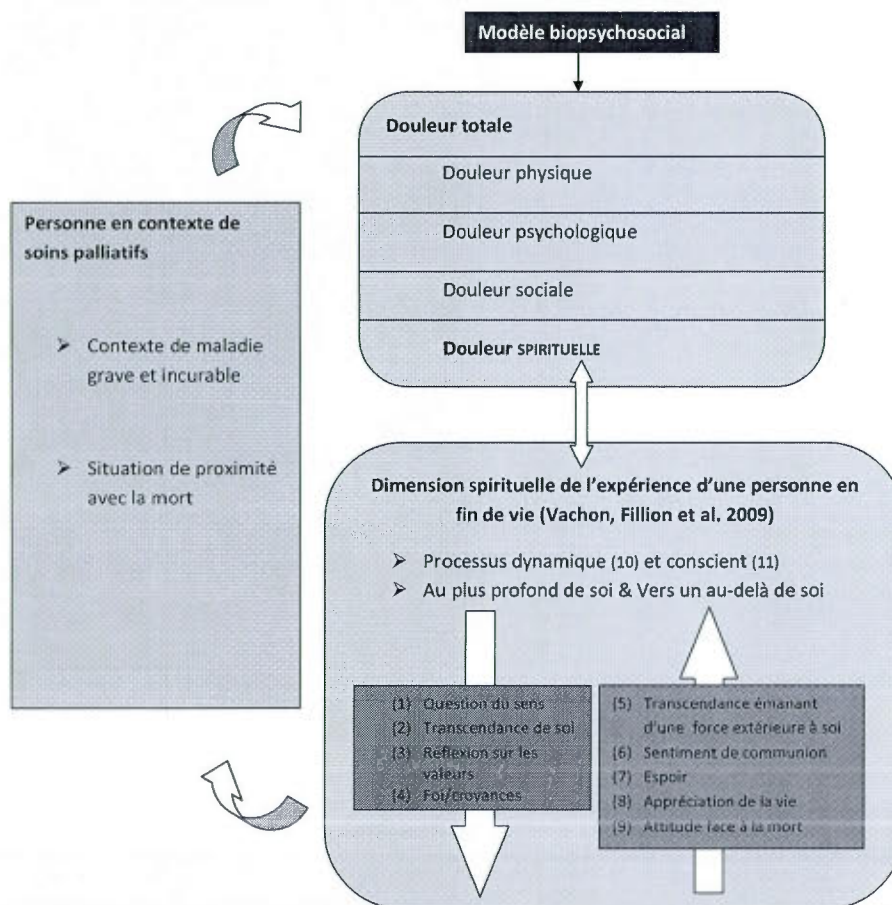 Modèle biopsychosocial
Douleur totale
Douleur physique
Douleur psychologique
Douleur sociale
Douleur SPIRITUELLE
Personne en contexte de
soins palliatifs
➢ Contexte de maladie
grave et incurable
➢ Situation de proximité
avec la mort
Dimension spirituelle de l'expérience d'une personne en
fin de vie (Vachon, Fillion et al. 2009)
➢ Processus dynamique (10) et conscient (11)
➢ Au plus profond de soi & Vers un au-delà de soi
(1) Question du sens
(2) Transcendance de soi
(3) Réflexion sur les
valeurs
(4) Foi/croyances
(5) Transcendance émanant
d'une force extérieure à soi
(6) Sentiment de communion
(7) Espoir
(8) Appréciation de la vie
(9) Attitude face à la mort